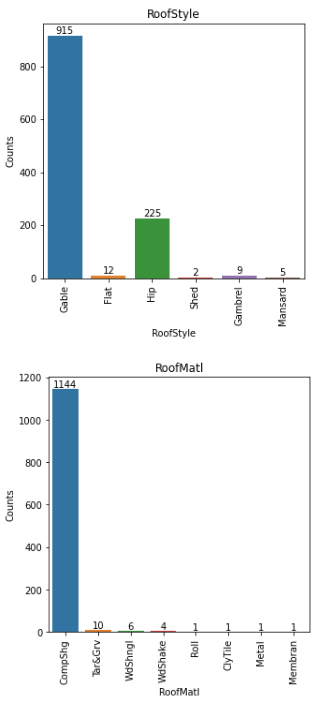 RoofStyle
915
800
600
400
200
0
Counts
12
225
2
9
5
Gable
Flat
Hip
Shed
Gambrel
Mansard
RoofStyle
RoofMatl
1200
1144
1000
800
600
400
200
0
Counts
10
6
4
1
1
1
1
CompShg
Tar&Grv
WdShngl
WdShake
Roll
ClyTile
Metal
Membran
RoofMatl